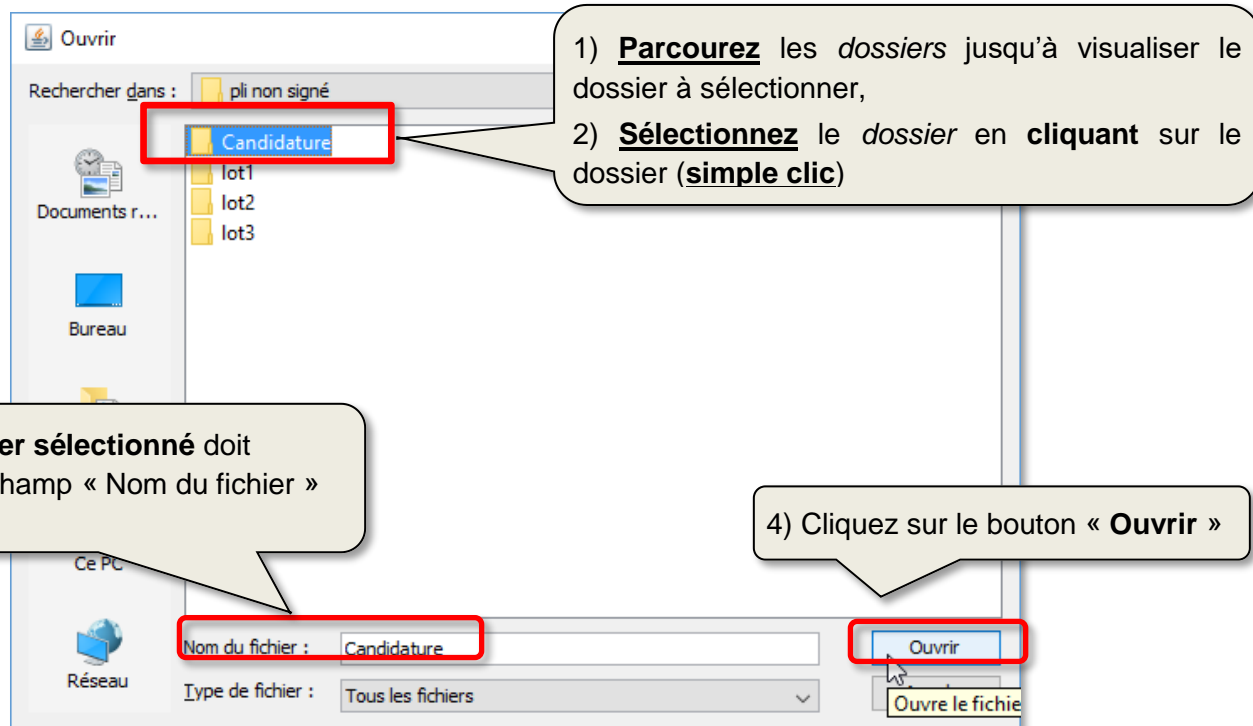 Ouvrir
1) Parcourez les dossiers jusqu'à visualiser le
dossier à sélectionner,
2) Sélectionnez le dossier en cliquant sur le
dossier (simple clic)
Rechercher dans :
pli non signé
Candidature
lot1
lot2
lot3
Documents r...
Bureau
sélectionné doit
« Nom du fichier »
4) Cliquez sur le bouton « Ouvrir »
Ce PC
Réseau
Nom du fichier :
Candidature
Ouvrir
Type de fichier :
Tous les fichiers
Ouvre le